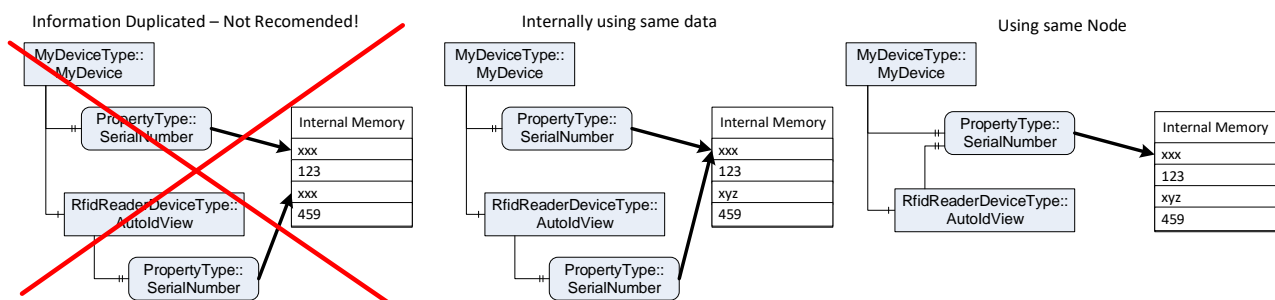 Information Duplicated – Not Recomended!
MyDeviceType::
MyDevice
PropertyType::
SerialNumber
RfidReaderDeviceType::
AutoIdView
PropertyType::
SerialNumber
Internal Memory
xxx
123
xxx
459
Internally using same data
MyDeviceType::
MyDevice
PropertyType::
SerialNumber
RfidReaderDeviceType::
AutoIdView
PropertyType::
SerialNumber
Internal Memory
xxx
123
xyz
459
Using same Node
MyDeviceType::
MyDevice
PropertyType::
SerialNumber
RfidReaderDeviceType::
AutoIdView
Internal Memory
xxx
123
xyz
459